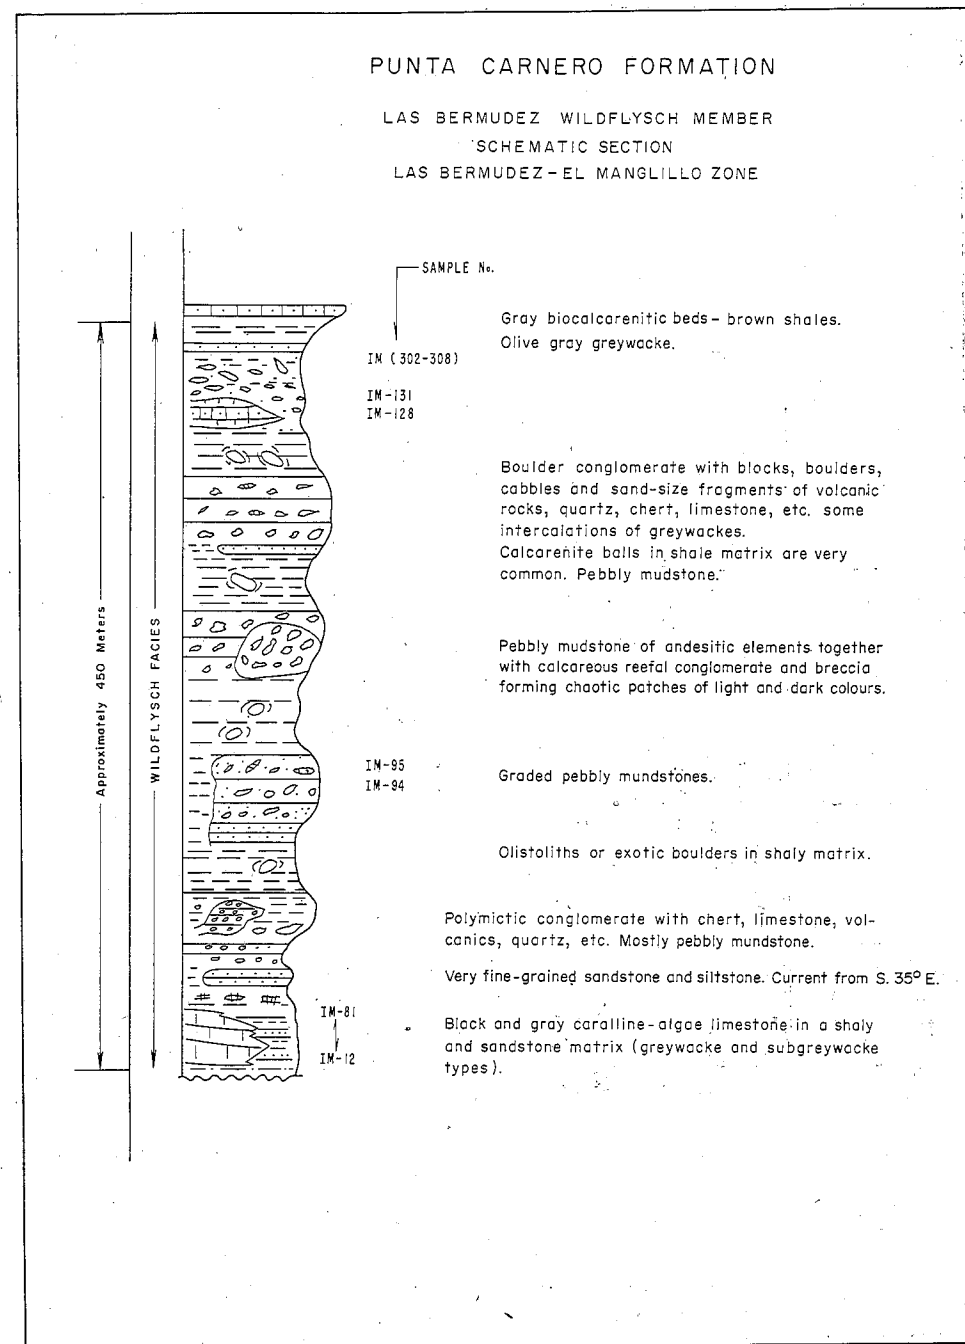 PUNTA CARNERO FORMATION
LAS BERMUDEZ WILDFLYSCH MEMBER
SCHEMATIC SECTION
LAS BERMUDEZ-EL MANGLILLO ZONE
SAMPLE No.
Gray biocalcarenitic beds- brown shales.
Olive gray greywacke.
IM (302-308)
IM-131
IM-128
Boulder conglomerate with blocks, boulders,
cabbles and sand-size fragments of volcanic
rocks, quartz, chert, limestone, etc. some
intercalations of greywackes.
Calcarenite balls in shale matrix are very
common. Pebbly mudstone.
Approximately 450 Meters
WILDFLYSCH FACIES
Pebbly mudstone of andesitic elements together
with calcareous reefal conglomerate and breccia
forming chaotic patches of light and dark colours.
IM-95
IM-94
Graded pebbly mundstones.
Olistoliths or exotic boulders in shaly matrix.
Polymictic conglomerate with chert, limestone, vol-
canics, quartz, etc. Mostly pebbly mundstone.
Very fine-grained sandstone and siltstone. Current from S. 35° E.
IM-81
IM-12
Black and gray caralline-algae limestone in a shaly
and sandstone matrix (greywacke and subgreywacke
types).